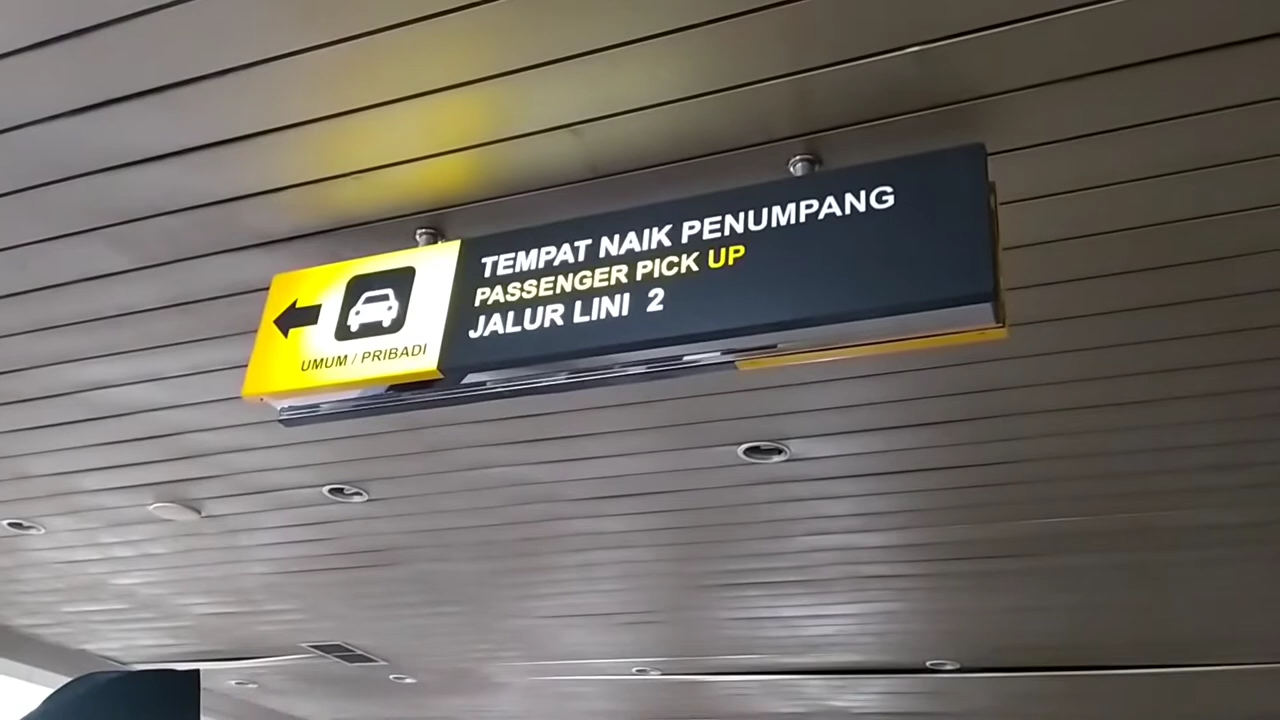 TEMPAT NAIK PENUMPANG
PASSENGER PICK UP
JALUR LINI 2
UMUM / PRIBADI